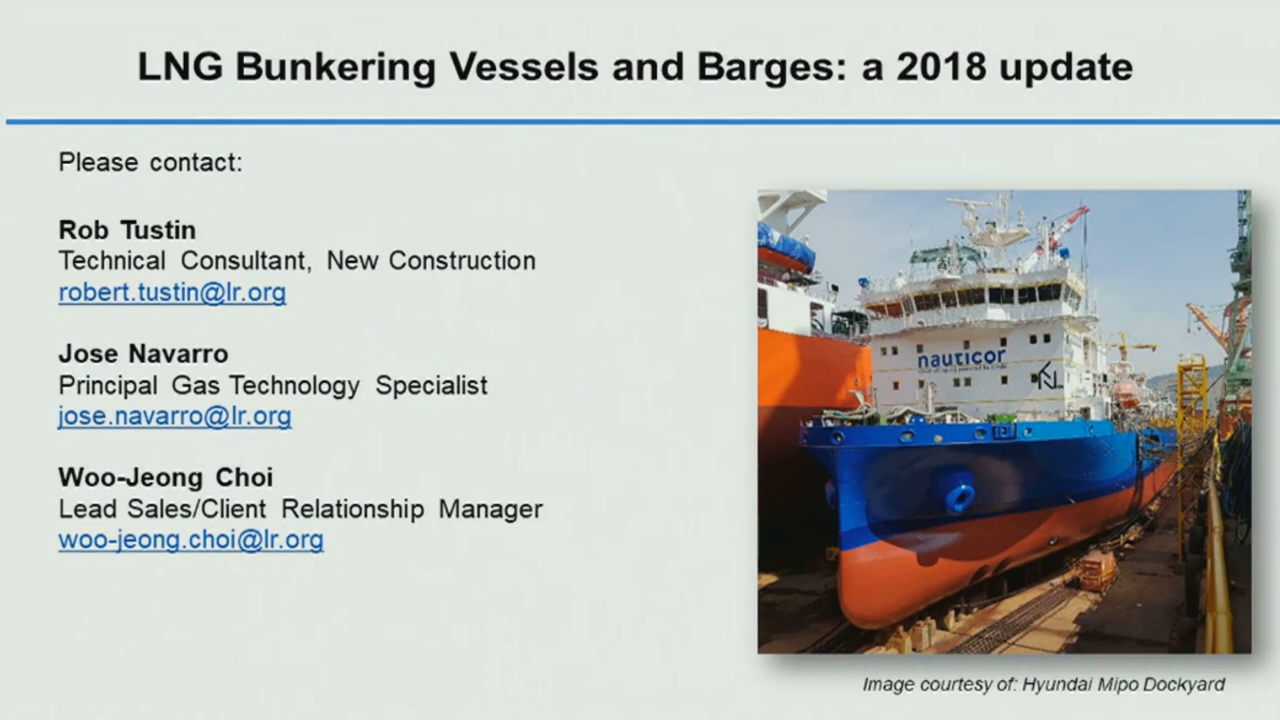 LNG Bunkering Vessels and Barges: a 2018 update
Please contact:
Rob Tustin
Technical Consultant, New Construction
robert.tustin@lr.org
Jose Navarro
Principal Gas Technology Specialist
jose.navarro@lr.org
Woo-Jeong Choi
Lead Sales/Client Relationship Manager
woo-jeong.choi@lr.org
nauticor
Image courtesy of: Hyundai Mipo Dockyard